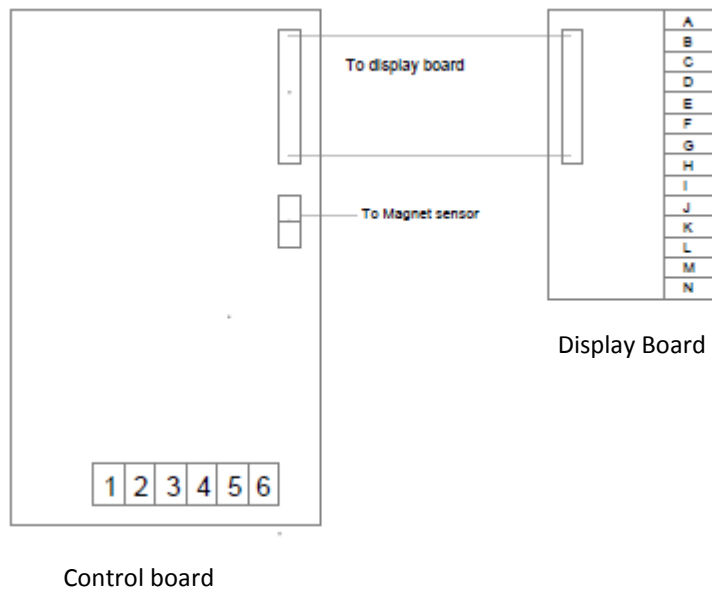 A
B
To display board
C
D
E
F
G
H
I
To Magnet sensor
J
K
L
M
N
Display Board
1 2 3 4 5 6
Control board